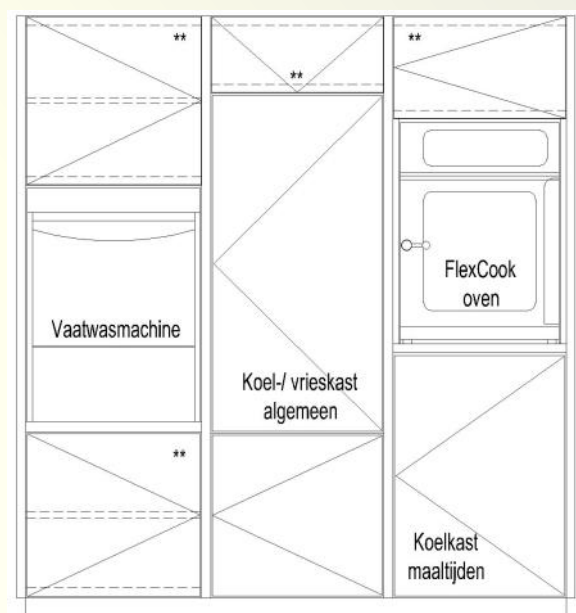 **
**
**
Vaatwasmachine
FlexCook
oven
Koel-/ vrieskast
algemeen
**
Koelkast
maaltijden